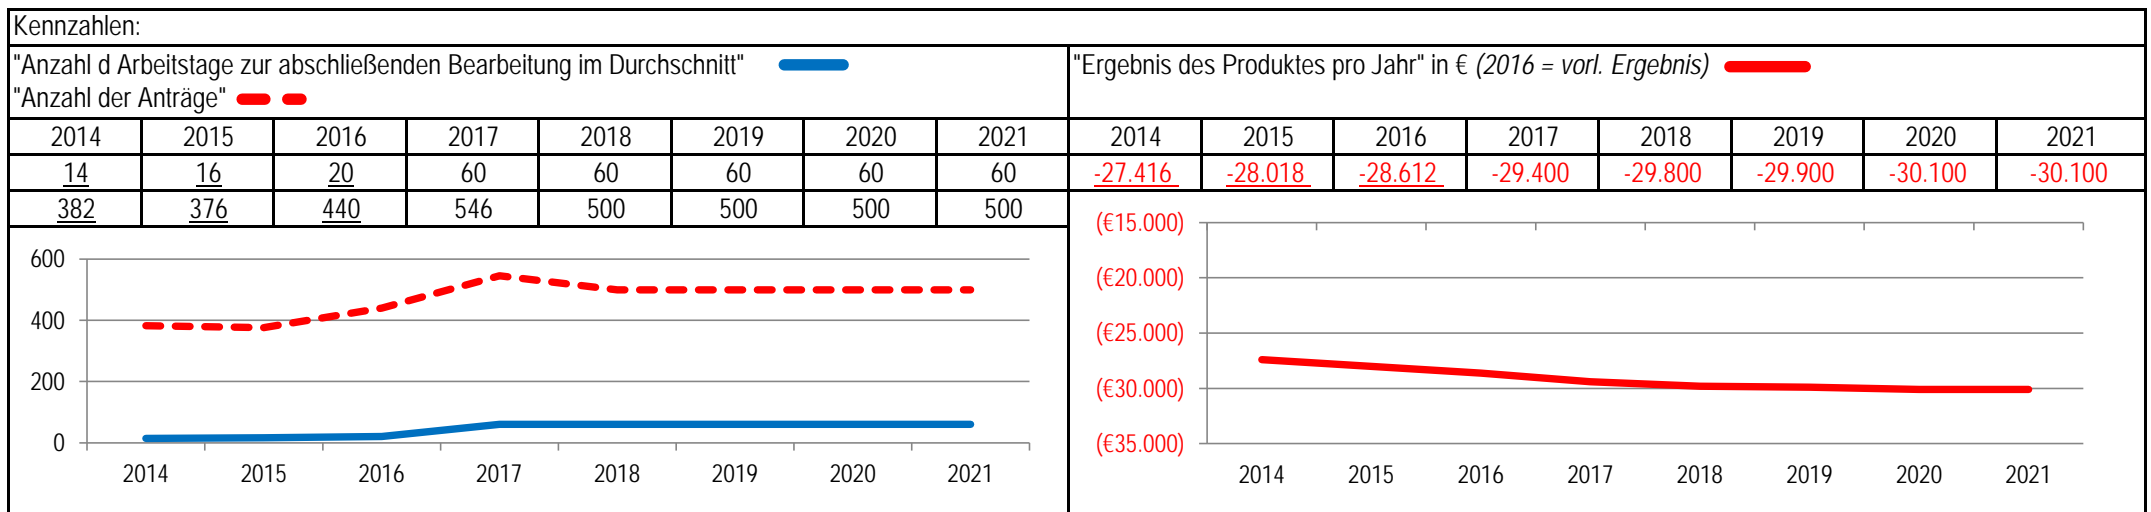 Kennzahlen:
"Anzahl d Arbeitstage zur abschließenden Bearbeitung im Durchschnitt"
"Anzahl der Anträge"
2014 2015 2016 2017 2018 2019 2020 2021
14 16 20 60 60 60 60 60
382 376 440 546 500 500 500 500
600
400
200
0
2014 2015 2016 2017 2018 2019 2020 2021
"Ergebnis des Produktes pro Jahr" in € (2016 = vorl. Ergebnis)
2014 2015 2016 2017 2018 2019 2020 2021
-27.416 -28.018 -28.612 -29.400 -29.800 -29.900 -30.100 -30.100
(€15.000)
(€20.000)
(€25.000)
(€30.000)
(€35.000)
2014 2015 2016 2017 2018 2019 2020 2021